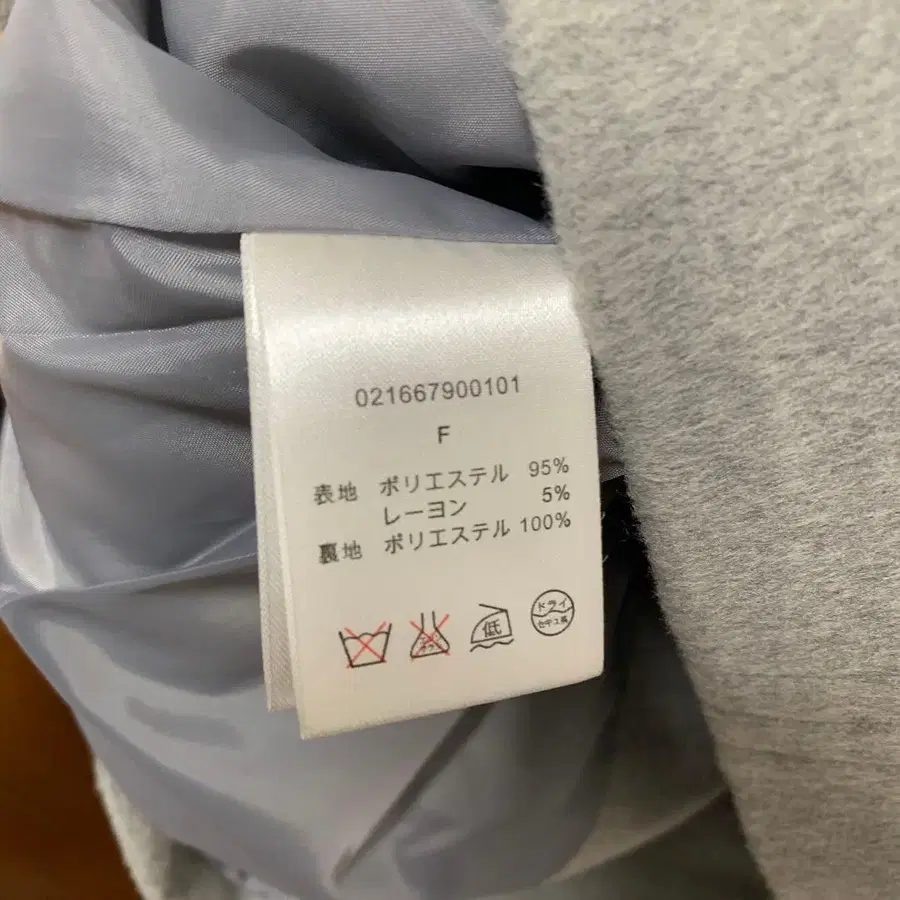 021667900101
F
表地 ポリエステル 95%
レーヨン 5%
裏地 ポリエステル 100%
低
ドライ